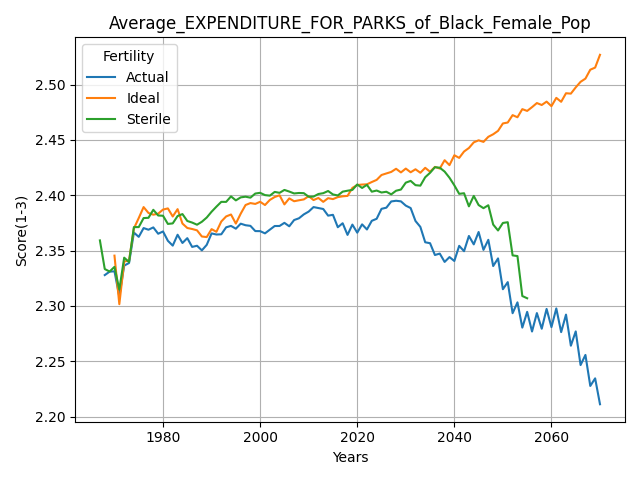 Average_EXPENDITURE_FOR_PARKS_of_Black_Female_Pop
Fertility
Actual
Ideal
Sterile
Score(1-3)
2.50
2.45
2.40
2.35
2.30
2.25
2.20
1980
2000
2020
2040
2060
Years